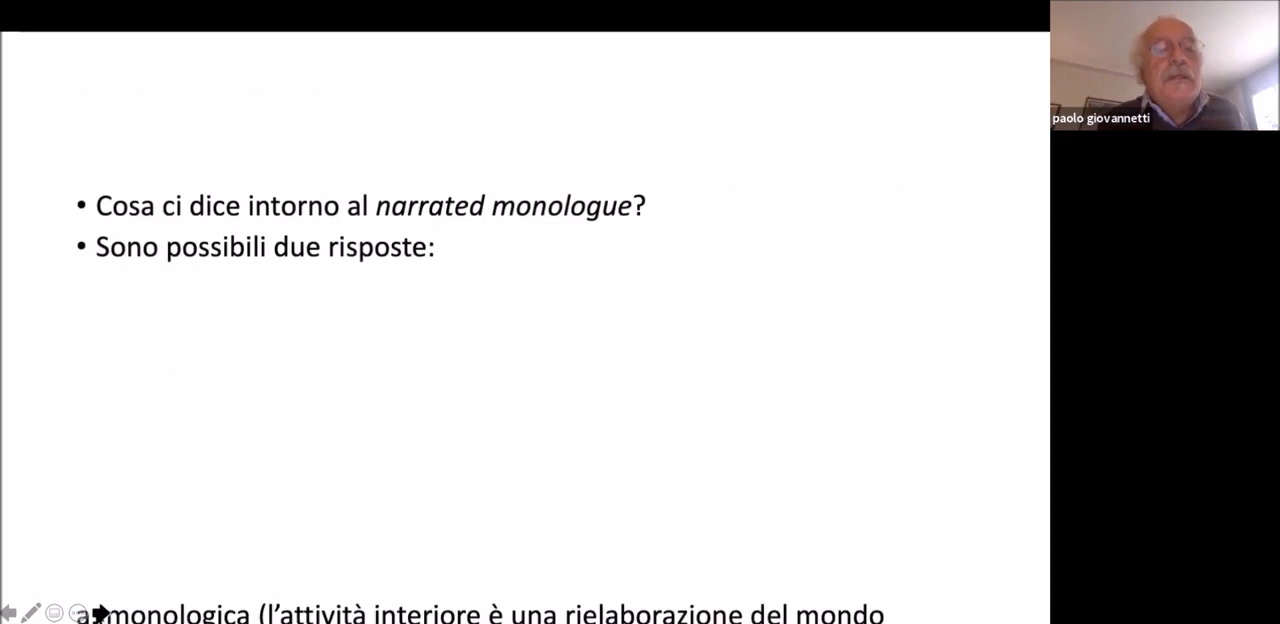 paolo giovannetti
• Cosa ci dice intorno al narrated monologue?
• Sono possibili due risposte:
monologica (l'attività interiore è una rielaborazione del mondo